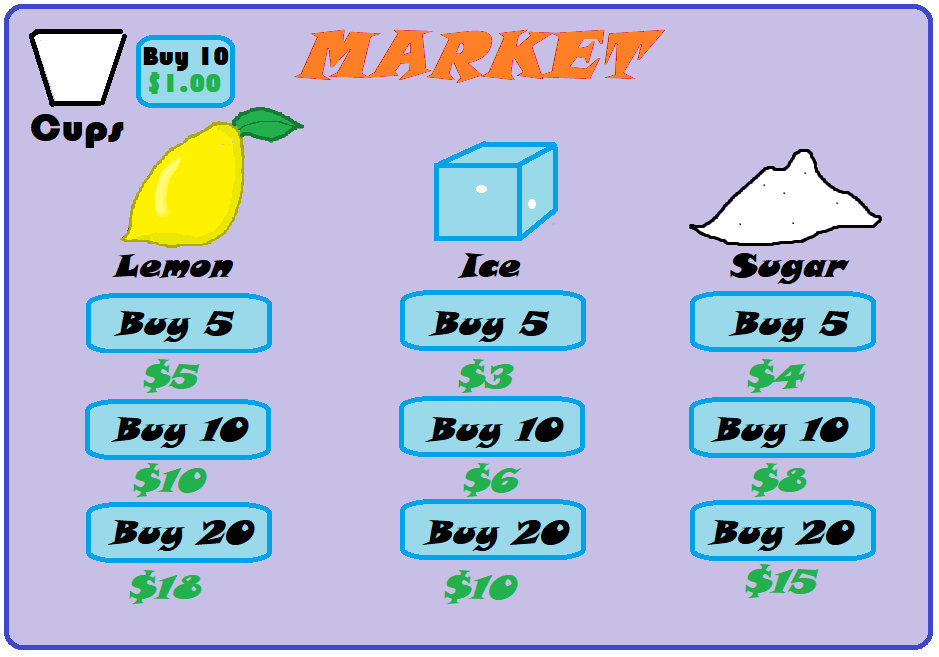 MARKET
Buy 10
$1.00
Cups
Lemon
Ice
Sugar
Buy 5
Buy 5
Buy 5
$5
$3
$4
Buy 10
Buy 10
Buy 10
$10
$6
$8
Buy 20
Buy 20
Buy 20
$18
$10
$15